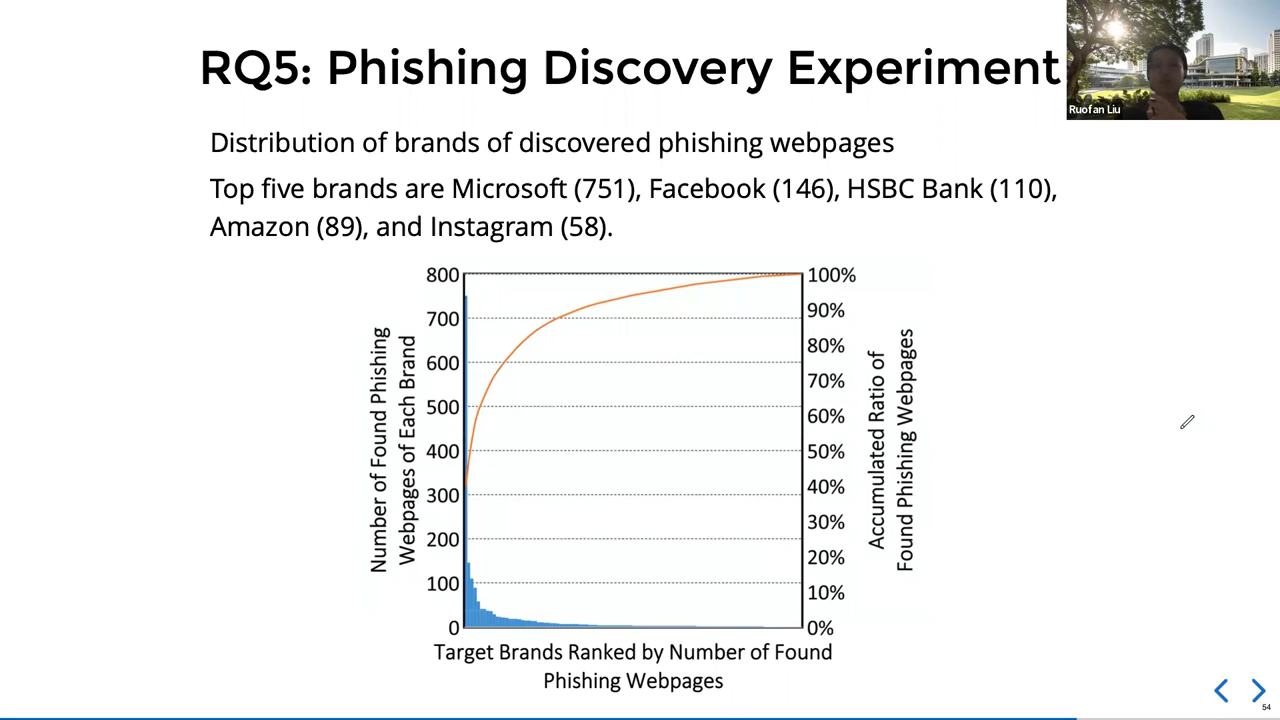 RQ5: Phishing Discovery Experiment
Ruofan Liu
Distribution of brands of discovered phishing webpages
Top five brands are Microsoft (751), Facebook (146), HSBC Bank (110),
Amazon (89), and Instagram (58).
Number of Found Phishing
Webpages of Each Brand
800
700
600
500
400
300
200
100
0
100%
90%
80%
70%
60%
50%
40%
30%
20%
10%
0%
Accumulated Ratio of
Found Phishing Webpages
Target Brands Ranked by Number of Found
Phishing Webpages
54